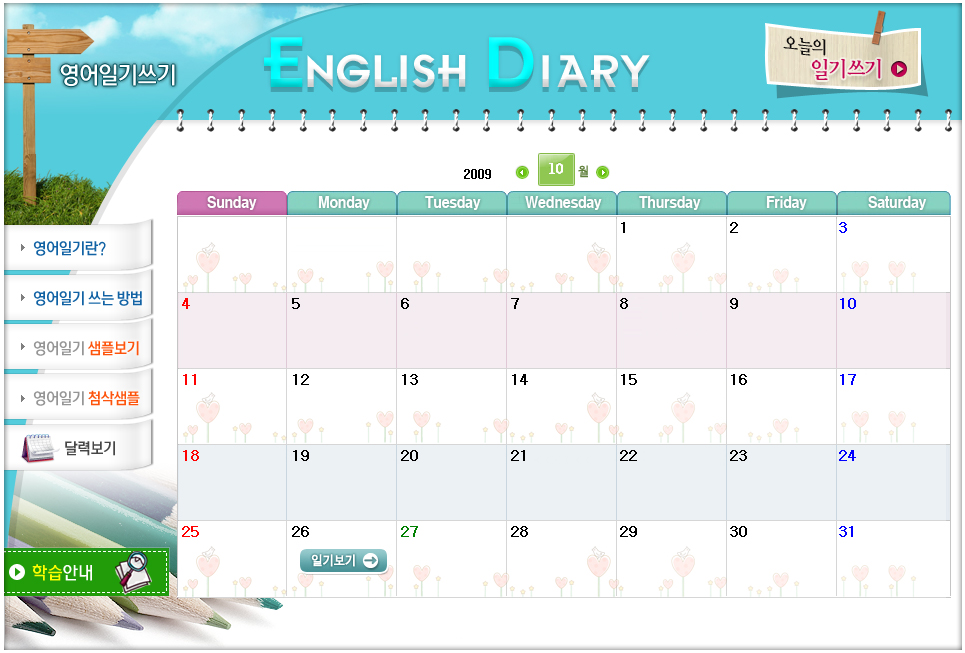 영어일기쓰기
ENGLISH DIARY
오늘의
일기쓰기
2009 10 월
Sunday Monday Tuesday Wednesday Thursday Friday Saturday
1 2 3
4 5 6 7 8 9 10
11 12 13 14 15 16 17
18 19 20 21 22 23 24
25 26 27 28 29 30 31
일기보기
영어일기란?
영어일기 쓰는 방법
영어일기 샘플보기
영어일기 첨삭샘플
달력보기
학습안내